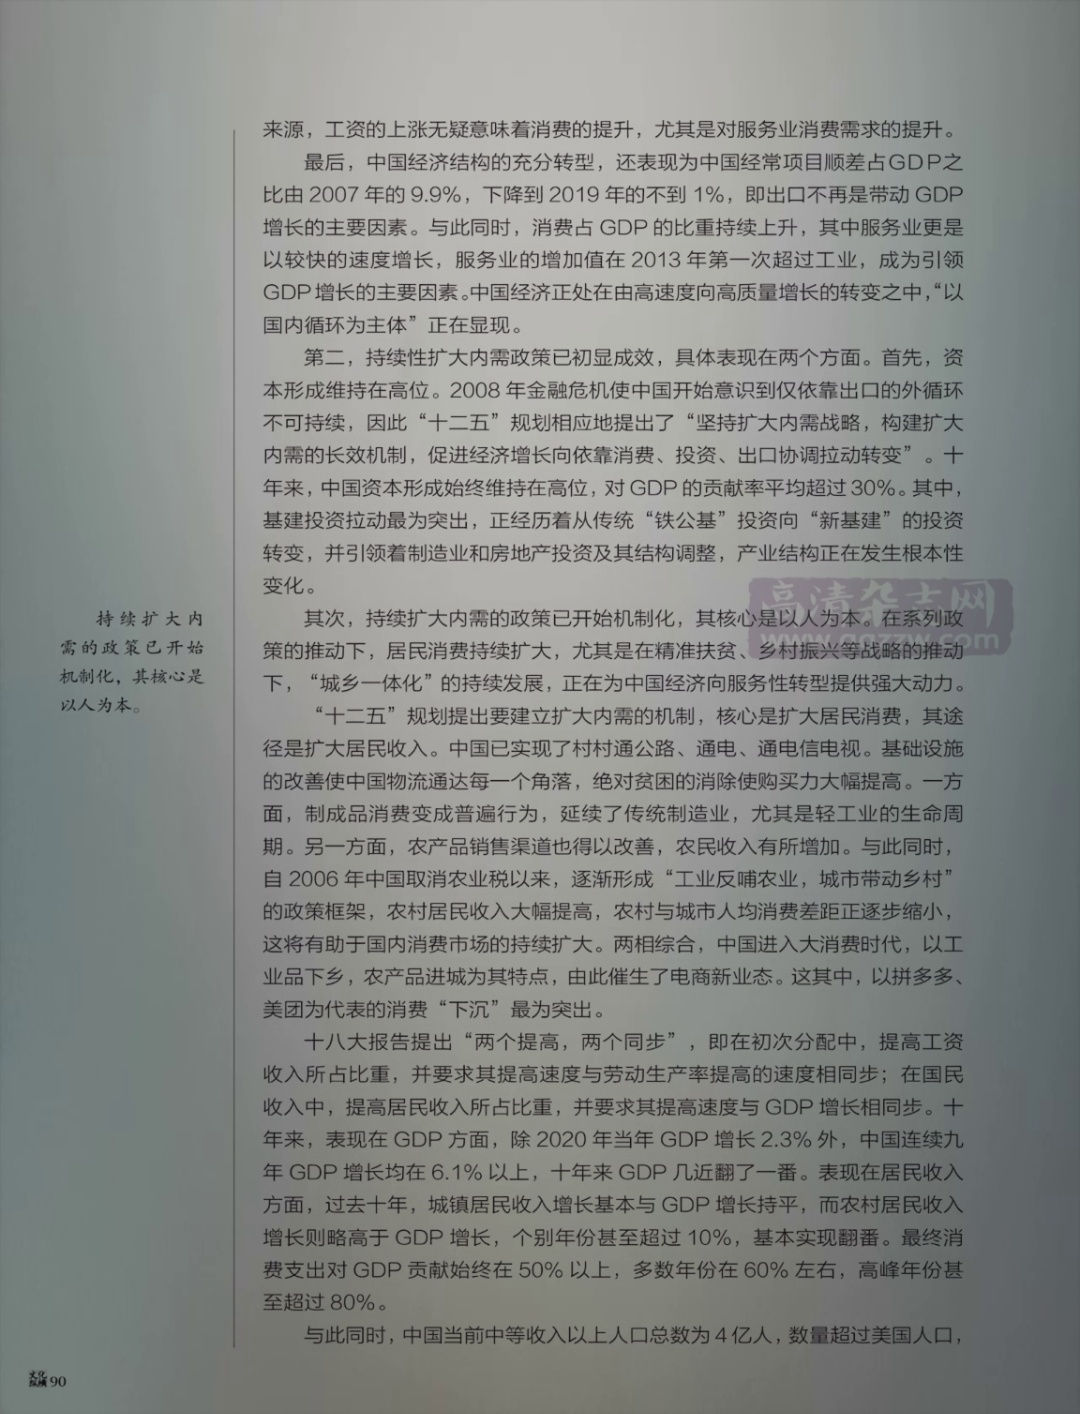 来源，工资的上涨无疑意味着消费的提升，尤其是对服务业消费需求的提升。
最后，中国经济结构的充分转型，还表现为中国经常项目顺差占GDP之
比由 2007 年的 9.9%，下降到 2019 年的不到 1%，即出口不再是带动 GDP
增长的主要因素。与此同时，消费占 GDP 的比重持续上升，其中服务业更是
以较快的速度增长，服务业的增加值在 2013 年第一次超过工业，成为引领
GDP 增长的主要因素。中国经济正处在由高速度向高质量增长的转变之中，“以
国内循环为主体”正在显现。
第二，持续性扩大内需政策已初显成效，具体表现在两个方面。首先，资
本形成维持在高位。2008 年金融危机使中国开始意识到仅依靠出口的外循环
不可持续，因此“十二五”规划相应地提出了“坚持扩大内需战略，构建扩大
内需的长效机制，促进经济增长向依靠消费、投资、出口协调拉动转变”。十
年来，中国资本形成始终维持在高位，对 GDP 的贡献率平均超过 30%。其中，
基建投资拉动最为突出，正经历着从传统“铁公基”投资向“新基建”的投资
转变，并引领着制造业和房地产投资及其结构调整，产业结构正在发生根本性
变化。
其次，持续扩大内需的政策已开始机制化，其核心是以人为本。在系列政
策的推动下，居民消费持续扩大，尤其是在精准扶贫、乡村振兴等战略的推动
下，“城乡一体化”的持续发展，正在为中国经济向服务性转型提供强大动力。
“十二五”规划提出要建立扩大内需的机制，核心是扩大居民消费，其途
径是扩大居民收入。中国已实现了村村通公路、通电、通电信电视。基础设施
的改善使中国物流通达每一个角落，绝对贫困的消除使购买力大幅提高。一方
面，制成品消费变成普遍行为，延续了传统制造业，尤其是轻工业的生命周
期。另一方面，农产品销售渠道也得以改善，农民收入有所增加。与此同时，
自 2006 年中国取消农业税以来，逐渐形成“工业反哺农业，城市带动乡村”
的政策框架，农村居民收入大幅提高，农村与城市人均消费差距正逐步缩小，
这将有助于国内消费市场的持续扩大。两相综合，中国进入大消费时代，以工
业品下乡，农产品进城为其特点，由此催生了电商新业态。这其中，以拼多多、
美团为代表的消费“下沉”最为突出。
十八大报告提出“两个提高，两个同步”，即在初次分配中，提高工资
收入所占比重，并要求其提高速度与劳动生产率提高的速度相同步；在国民
收入中，提高居民收入所占比重，并要求其提高速度与 GDP 增长相同步。十
年来，表现在 GDP 方面，除 2020 年当年 GDP 增长 2.3% 外，中国连续九
年 GDP 增长均在 6.1% 以上，十年来 GDP 几近翻了一番。表现在居民收入
方面，过去十年，城镇居民收入增长基本与 GDP 增长持平，而农村居民收入
增长则略高于 GDP 增长，个别年份甚至超过 10%，基本实现翻番。最终消
费支出对 GDP 贡献始终在 50% 以上，多数年份在 60% 左右，高峰年份甚
至超过 80%。
与此同时，中国当前中等收入以上人口总数为 4 亿人，数量超过美国人口，
持续扩大内
需的政策已开始
机制化，其核心是
以人为本。
高清杂志网
www.gqzzw.com
文化
纵横 90